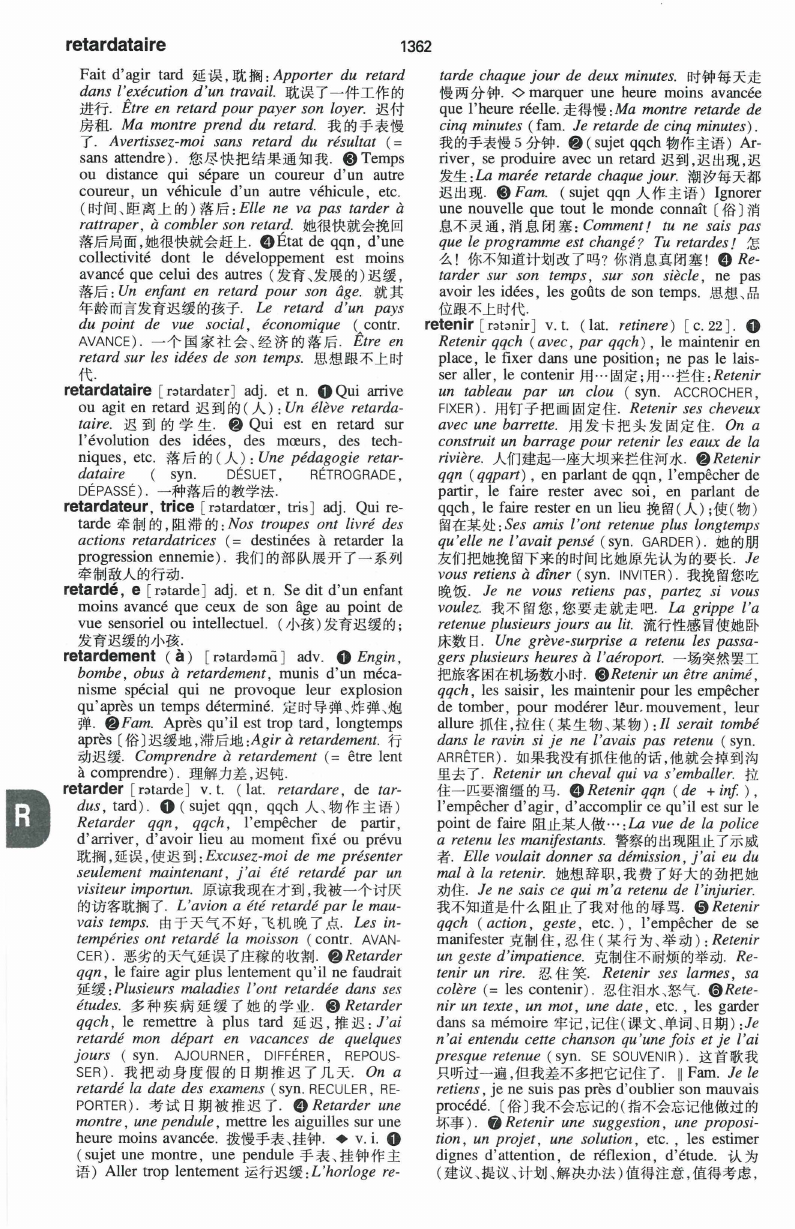 retardataire
1362
Fait d'agir tard 延误,耽搁:Apporter du retard
dans l'exécution d'un travail. 耽误了一件工作的
进行. Être en retard pour payer son loyer. 迟付
房租. Ma montre prend du retard. 我的手表慢
了. Avertissez-moi sans retard du résultat (=
sans attendre). 您尽快把结果通知我. ❸Temps
ou distance qui sépare un coureur d'un autre
coureur, un véhicule d'un autre véhicule, etc.
(时间、距离上的)落后:Elle ne va pas tarder à
rattraper, à combler son retard. 她很快就会挽回
落后局面,她很快就会赶上. ❹État de qqn, d'une
collectivité dont le développement est moins
avancé que celui des autres (发育、发展的)迟缓,
落后:Un enfant en retard pour son âge. 就其
年龄而言发育迟缓的孩子. Le retard d'un pays
du point de vue social, économique (contr.
AVANCE). 一个国家社会、经济的落后. Être en
retard sur les idées de son temps. 思想跟不上时
代.
retardataire [rətardatɛr] adj. et n. ❶Qui arrive
ou agit en retard 迟到的(人):Un élève retarda-
taire. 迟到的学生. ❷ Qui est en retard sur
l'évolution des idées, des mœurs, des tech-
niques, etc. 落后的(人):Une pédagogie retar-
dataire ( syn. DÉSUET, RÉTROGRADE,
DÉPASSÉ). 一种落后的教学法.
retardateur, trice [rətardatœr, tris] adj. Qui re-
tarde 牵制的,阻滞的:Nos troupes ont livré des
actions retardatrices (= destinées à retarder la
progression ennemie). 我们的部队展开了一系列
牵制敌人的行动.
retardé, e [rətarde] adj. et n. Se dit d'un enfant
moins avancé que ceux de son âge au point de
vue sensoriel ou intellectuel. (小孩)发育迟缓的;
发育迟缓的小孩.
retardement (à) [rətardəmɑ̃] adv. ❶ Engin,
bombe, obus à retardement, munis d'un méca-
nisme spécial qui ne provoque leur explosion
qu'après un temps déterminé. 定时导弹、炸弹、炮
弹. ❷Fam. Après qu'il est trop tard, longtemps
après〔俗〕迟缓地,滞后地:Agir à retardement. 行
动迟缓. Comprendre à retardement (= être lent
à comprendre). 理解力差,迟钝.
retarder [rətarde] v. t. (lat. retardare, de tar-
dus, tard). ❶ (sujet qqn, qqch 人、物作主语)
Retarder qqn, qqch, l'empêcher de partir,
d'arriver, d'avoir lieu au moment fixé ou prévu
耽搁,延误,使迟到:Excusez-moi de me présenter
seulement maintenant, j'ai été retardé par un
visiteur importun. 原谅我现在才到,我被一个讨厌
的访客耽搁了. L'avion a été retardé par le mau-
vais temps. 由于天气不好,飞机晚了点. Les in-
tempéries ont retardé la moisson (contr. AVAN-
CER). 恶劣的天气延误了庄稼的收割. ❷Retarder
qqn, le faire agir plus lentement qu'il ne faudrait
延缓:Plusieurs maladies l'ont retardée dans ses
études. 多种疾病延缓了她的学业. ❸ Retarder
qqch, le remettre à plus tard 延迟,推迟:J'ai
retardé mon départ en vacances de quelques
jours ( syn. AJOURNER, DIFFÉRER, REPOUS-
SER). 我把动身度假的日期推迟了几天. On a
retardé la date des examens (syn. RECULER, RE-
PORTER). 考试日期被推迟了. ❹ Retarder une
montre, une pendule, mettre les aiguilles sur une
heure moins avancée. 拨慢手表、挂钟. ◆ v. i. ❶
(sujet une montre, une pendule 手表、挂钟作主
语) Aller trop lentement 运行迟缓:L'horloge re-
R
tarde chaque jour de deux minutes. 时钟每天走
慢两分钟. ◇ marquer une heure moins avancée
que l'heure réelle. 走得慢:Ma montre retarde de
cinq minutes (fam. Je retarde de cinq minutes).
我的手表慢 5 分钟. ❷ (sujet qqch 物作主语) Ar-
river, se produire avec un retard 迟到,迟出现,迟
发生:La marée retarde chaque jour. 潮汐每天都
迟出现. ❸ Fam. (sujet qqn 人作主语) Ignorer
une nouvelle que tout le monde connaît〔俗〕消
息不灵通,消息闭塞:Comment! tu ne sais pas
que le programme est changé? Tu retardes! 怎
么! 你不知道计划改了吗? 你消息真闭塞! ❹ Re-
tarder sur son temps, sur son siècle, ne pas
avoir les idées, les goûts de son temps. 思想、品
位跟不上时代.
retenir [rətənir] v. t. (lat. retinere) [c. 22]. ❶
Retenir qqch (avec, par qqch), le maintenir en
place, le fixer dans une position; ne pas le lais-
ser aller, le contenir 用…固定;用…拦住:Retenir
un tableau par un clou ( syn. ACCROCHER,
FIXER). 用钉子把画固定住. Retenir ses cheveux
avec une barrette. 用发卡把头发固定住. On a
construit un barrage pour retenir les eaux de la
rivière. 人们建起一座大坝来拦住河水. ❷Retenir
qqn (qqpart), en parlant de qqn, l'empêcher de
partir, le faire rester avec soi, en parlant de
qqch, le faire rester en un lieu 挽留(人);使(物)
留在某处:Ses amis l'ont retenue plus longtemps
qu'elle ne l'avait pensé (syn. GARDER). 她的朋
友们把她挽留下来的时间比她原先认为的要长. Je
vous retiens à dîner (syn. INVITER). 我挽留您吃
晚饭. Je ne vous retiens pas, partez si vous
voulez. 我不留您,您要走就走吧. La grippe l'a
retenue plusieurs jours au lit. 流行性感冒使她卧
床数日. Une grève-surprise a retenu les passa-
gers plusieurs heures à l'aéroport. 一场突然罢工
把旅客困在机场数小时. ❸Retenir un être animé,
qqch, les saisir, les maintenir pour les empêcher
de tomber, pour modérer leur mouvement, leur
allure 抓住,拉住(某生物、某物):Il serait tombé
dans le ravin si je ne l'avais pas retenu (syn.
ARRÊTER). 如果我没有抓住他的话,他就会掉到沟
里去了. Retenir un cheval qui va s'emballer. 拉
住一匹要溜缰的马. ❹Retenir qqn (de + inf.),
l'empêcher d'agir, d'accomplir ce qu'il est sur le
point de faire 阻止某人做…:La vue de la police
a retenu les manifestants. 警察的出现阻止了示威
者. Elle voulait donner sa démission, j'ai eu du
mal à la retenir. 她想辞职,我费了好大的劲把她
劝住. Je ne sais ce qui m'a retenu de l'injurier.
我不知道是什么阻止了我对他的辱骂. ❺Retenir
qqch (action, geste, etc.), l'empêcher de se
manifester 克制住,忍住(某行为、举动):Retenir
un geste d'impatience. 克制住不耐烦的举动. Re-
tenir un rire. 忍住笑. Retenir ses larmes, sa
colère (= les contenir). 忍住泪水、怒气. ❻Rete-
nir un texte, un mot, une date, etc., les garder
dans sa mémoire 牢记,记住(课文、单词、日期):Je
n'ai entendu cette chanson qu'une fois et je l'ai
presque retenue (syn. SE SOUVENIR). 这首歌我
只听过一遍,但我差不多把它记住了. ‖ Fam. Je le
retiens, je ne suis pas près d'oublier son mauvais
procédé.〔俗〕我不会忘记的(指不会忘记他做过的
坏事). ❼ Retenir une suggestion, une proposi-
tion, un projet, une solution, etc., les estimer
dignes d'attention, de réflexion, d'étude. 认为
(建议、提议、计划、解决办法)值得注意,值得考虑,